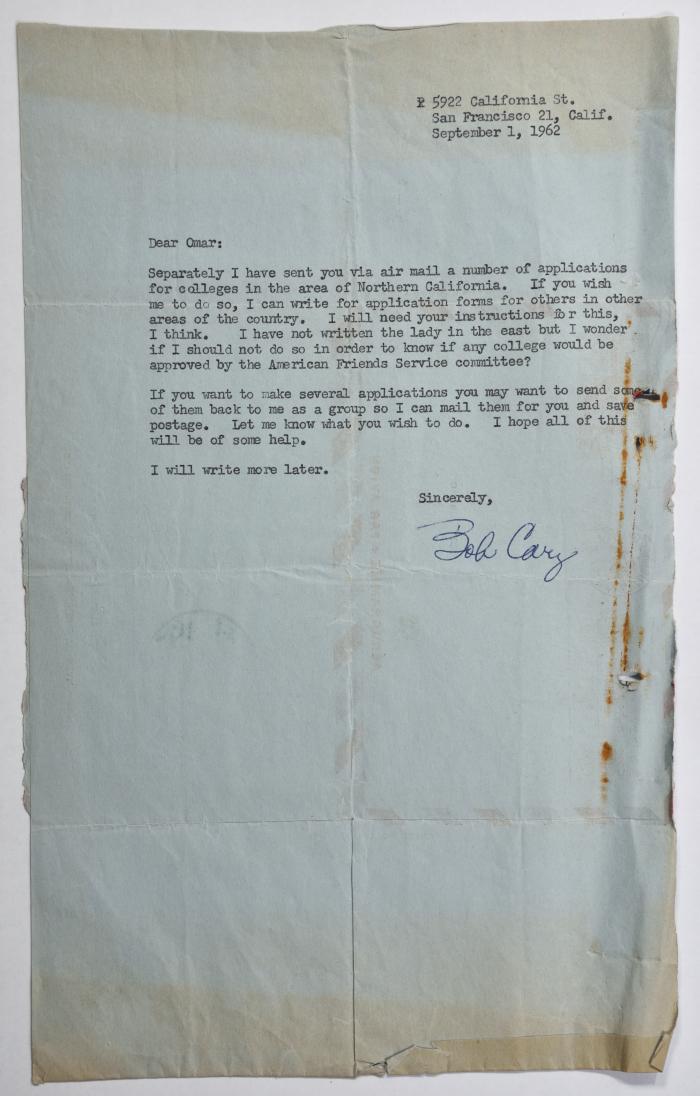 5922 California St.
San Francisco 21, Calif.
September 1, 1962
Dear Omar:
Separately I have sent you via air mail a number of applications
for colleges in the area of Northern California. If you wish
me to do so, I can write for application forms for others in other
areas of the country. I will need your instructions for this,
I think. I have not written the lady in the east but I wonder
if I should not do so in order to know if any college would be
approved by the American Friends Service committee?
If you want to make several applications you may want to send some
of them back to me as a group so I can mail them for you and save
postage. Let me know what you wish to do. I hope all of this
will be of some help.
I will write more later.
Sincerely,
Bob Cary